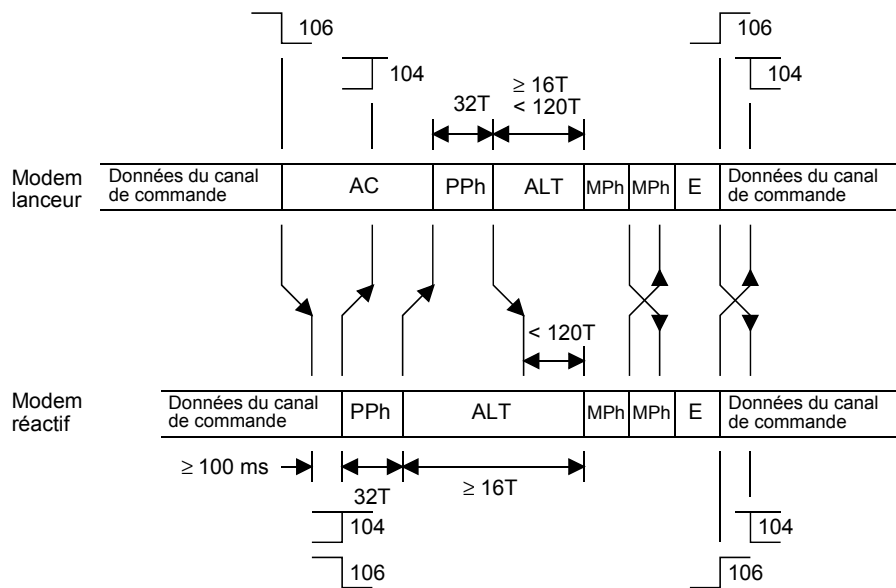 106
106
104
104
≥ 16T
32T
< 120T
Modem
lanceur
Données du canal
de commande
AC
PPh
ALT
MPh
MPh
E
Données du canal
de commande
< 120T
Modem
réactif
Données du canal
de commande
PPh
ALT
MPh
MPh
E
Données du canal
de commande
≥ 100 ms
32T
≥ 16T
104
104
106
106